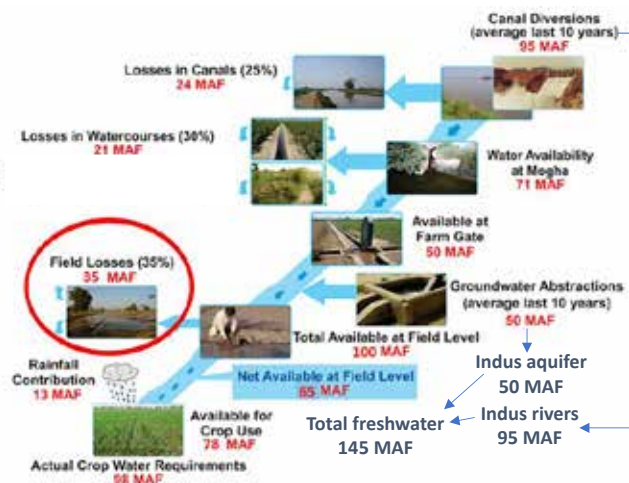 Canal Diversions
(average last 10 years)
95 MAF
Losses in Canals (25%)
24 MAF
Losses in Watercourses (30%)
21 MAF
Water Availability
at Mogha
71 MAF
Available at
Farm Gate
50 MAF
Field Losses (35%)
35 MAF
Groundwater Abstractions
(average last 10 years)
50 MAF
Total Available at Field Level
100 MAF
Rainfall
Contribution
13 MAF
Net Available at Field Level
65 MAF
Indus aquifer
50 MAF
Available for
Crop Use
78 MAF
Total freshwater
145 MAF
Indus rivers
95 MAF
Actual Crop Water Requirements
98 MAF